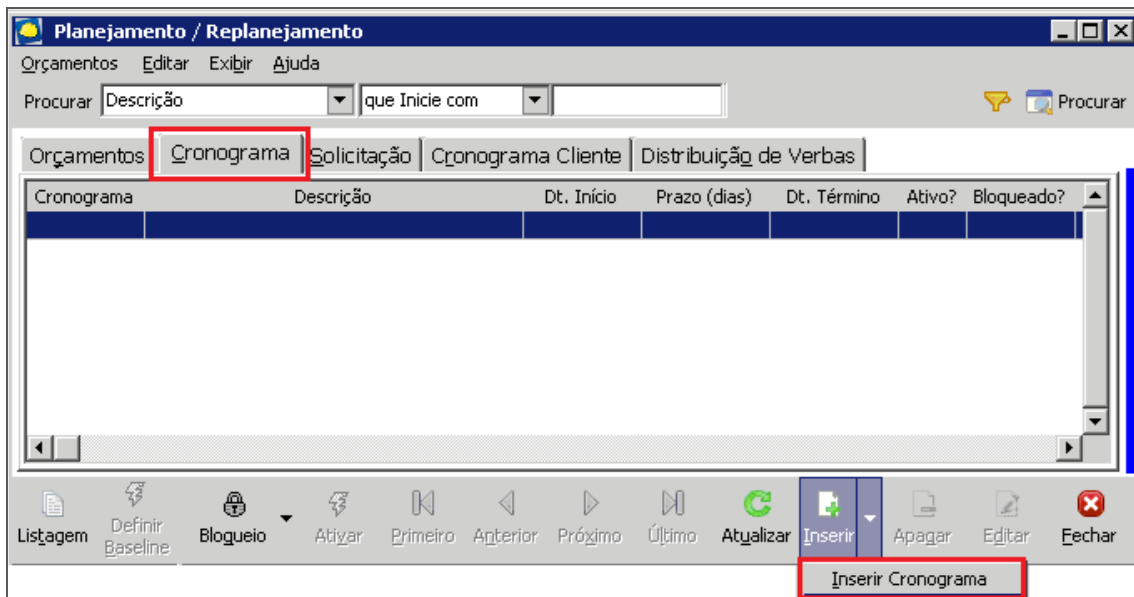 Planejamento / Replanejamento
Orçamentos Editar Exibir Ajuda
Procurar Descrição que Inicie com Procurar
Orçamentos Cronograma Solicitação Cronograma Cliente Distribuição de Verbas
Cronograma Descrição Dt. Início Prazo (dias) Dt. Término Ativo? Bloqueado?
Listagem Definir Baseline Bloqueio Ativar Primeiro Anterior Próximo Último Atualizar Inserir Apagar Editar Fechar
Inserir Cronograma